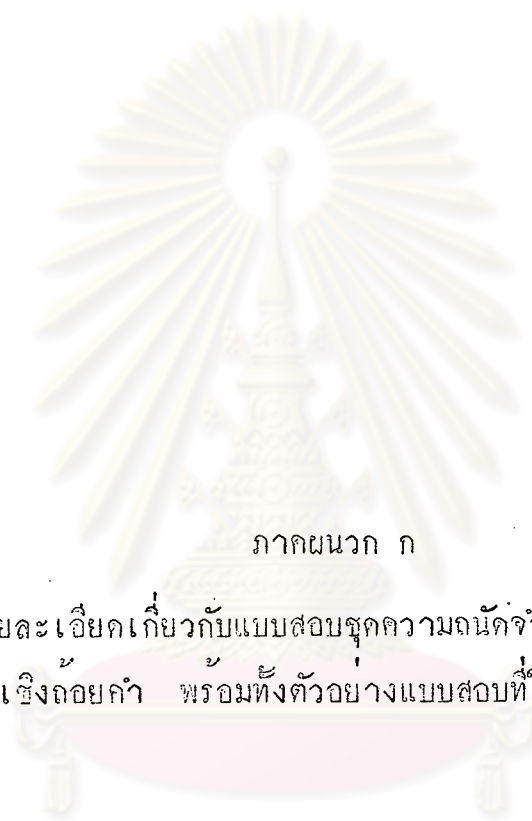 ภาคผนวก ก
ยละเอียดเกี่ยวกับแบบสอบชุดความถนัดจำ
เชิงถ้อยคำ พร้อมทั้งตัวอย่างแบบสอบที่